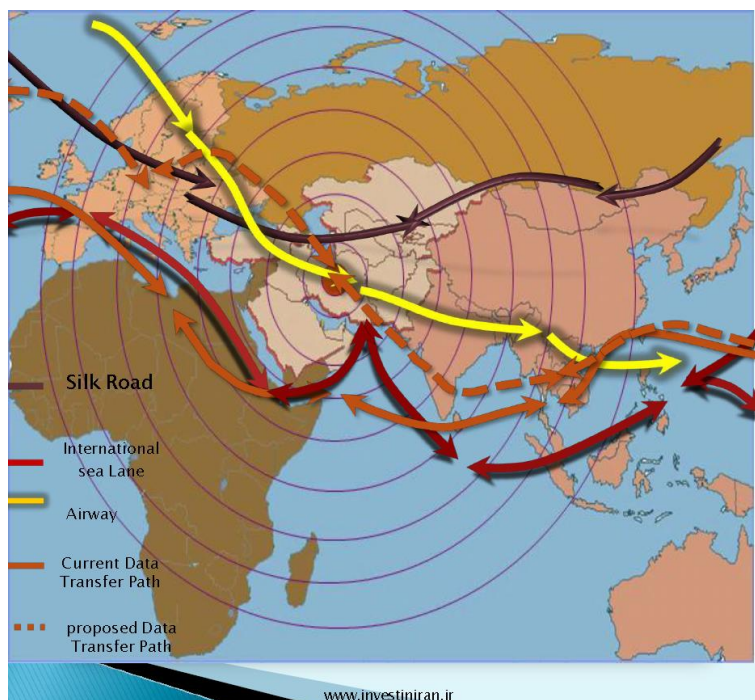 Silk Road
International
sea Lane
Airway
Current Data
Transfer Path
proposed Data
Transfer Path
www.investiniran.ir